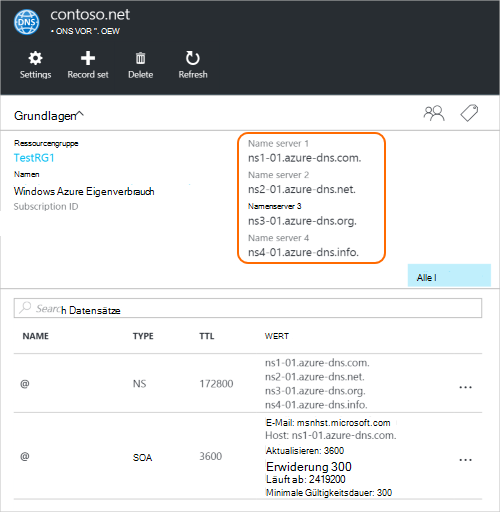 contoso.net
• ONS VOR ". OEW
Settings
Record set
Delete
Refresh
Grundlagen
Ressourcengruppe
TestRG1
Namen
Windows Azure Eigenverbrauch
Subscription ID
Name server 1
ns1-01.azure-dns.com.
Name server 2
ns2-01.azure-dns.net.
Namenserver 3
ns3-01.azure-dns.org.
Name server 4
ns4-01.azure-dns.info.
Alle l
Search Datensätze
NAME TYPE TTL WERT
@ NS 172800
ns1-01.azure-dns.com.
ns2-01.azure-dns.net.
ns3-01.azure-dns.org.
ns4-01.azure-dns.info.
@ SOA 3600
E-Mail: msnhst.microsoft.com
Host: ns1-01.azure-dns.com.
Aktualisieren: 3600
Erwiderung 300
Läuft ab: 2419200
Minimale Gültigkeitsdauer: 300